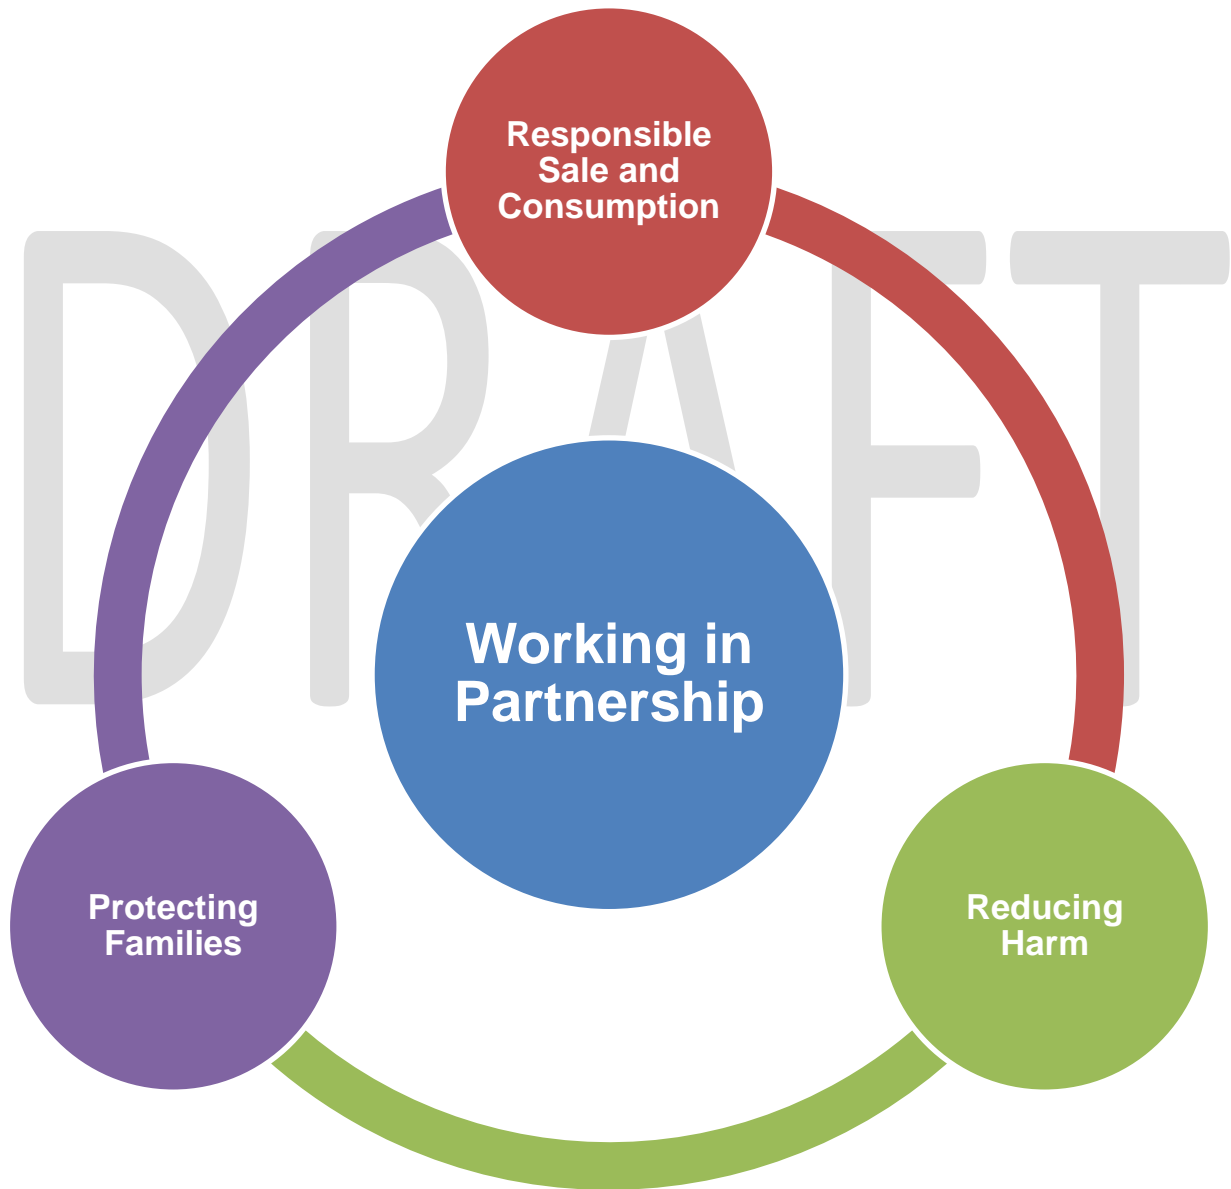 Responsible
Sale and
Consumption
DRAFT
Working in
Partnership
Protecting
Families
Reducing
Harm